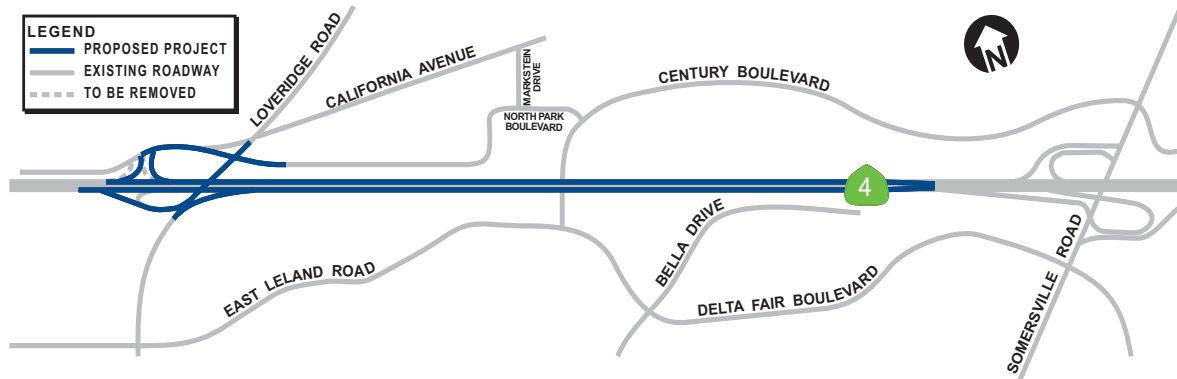 LEGEND
PROPOSED PROJECT
EXISTING ROADWAY
TO BE REMOVED
LOVERIDGE ROAD
CALIFORNIA AVENUE
MARKSTEIN
DRIVE
NORTH PARK
BOULEVARD
CENTURY BOULEVARD
N
4
BELLA DRIVE
EAST LELAND ROAD
DELTA FAIR BOULEVARD
SOMERSVILLE ROAD